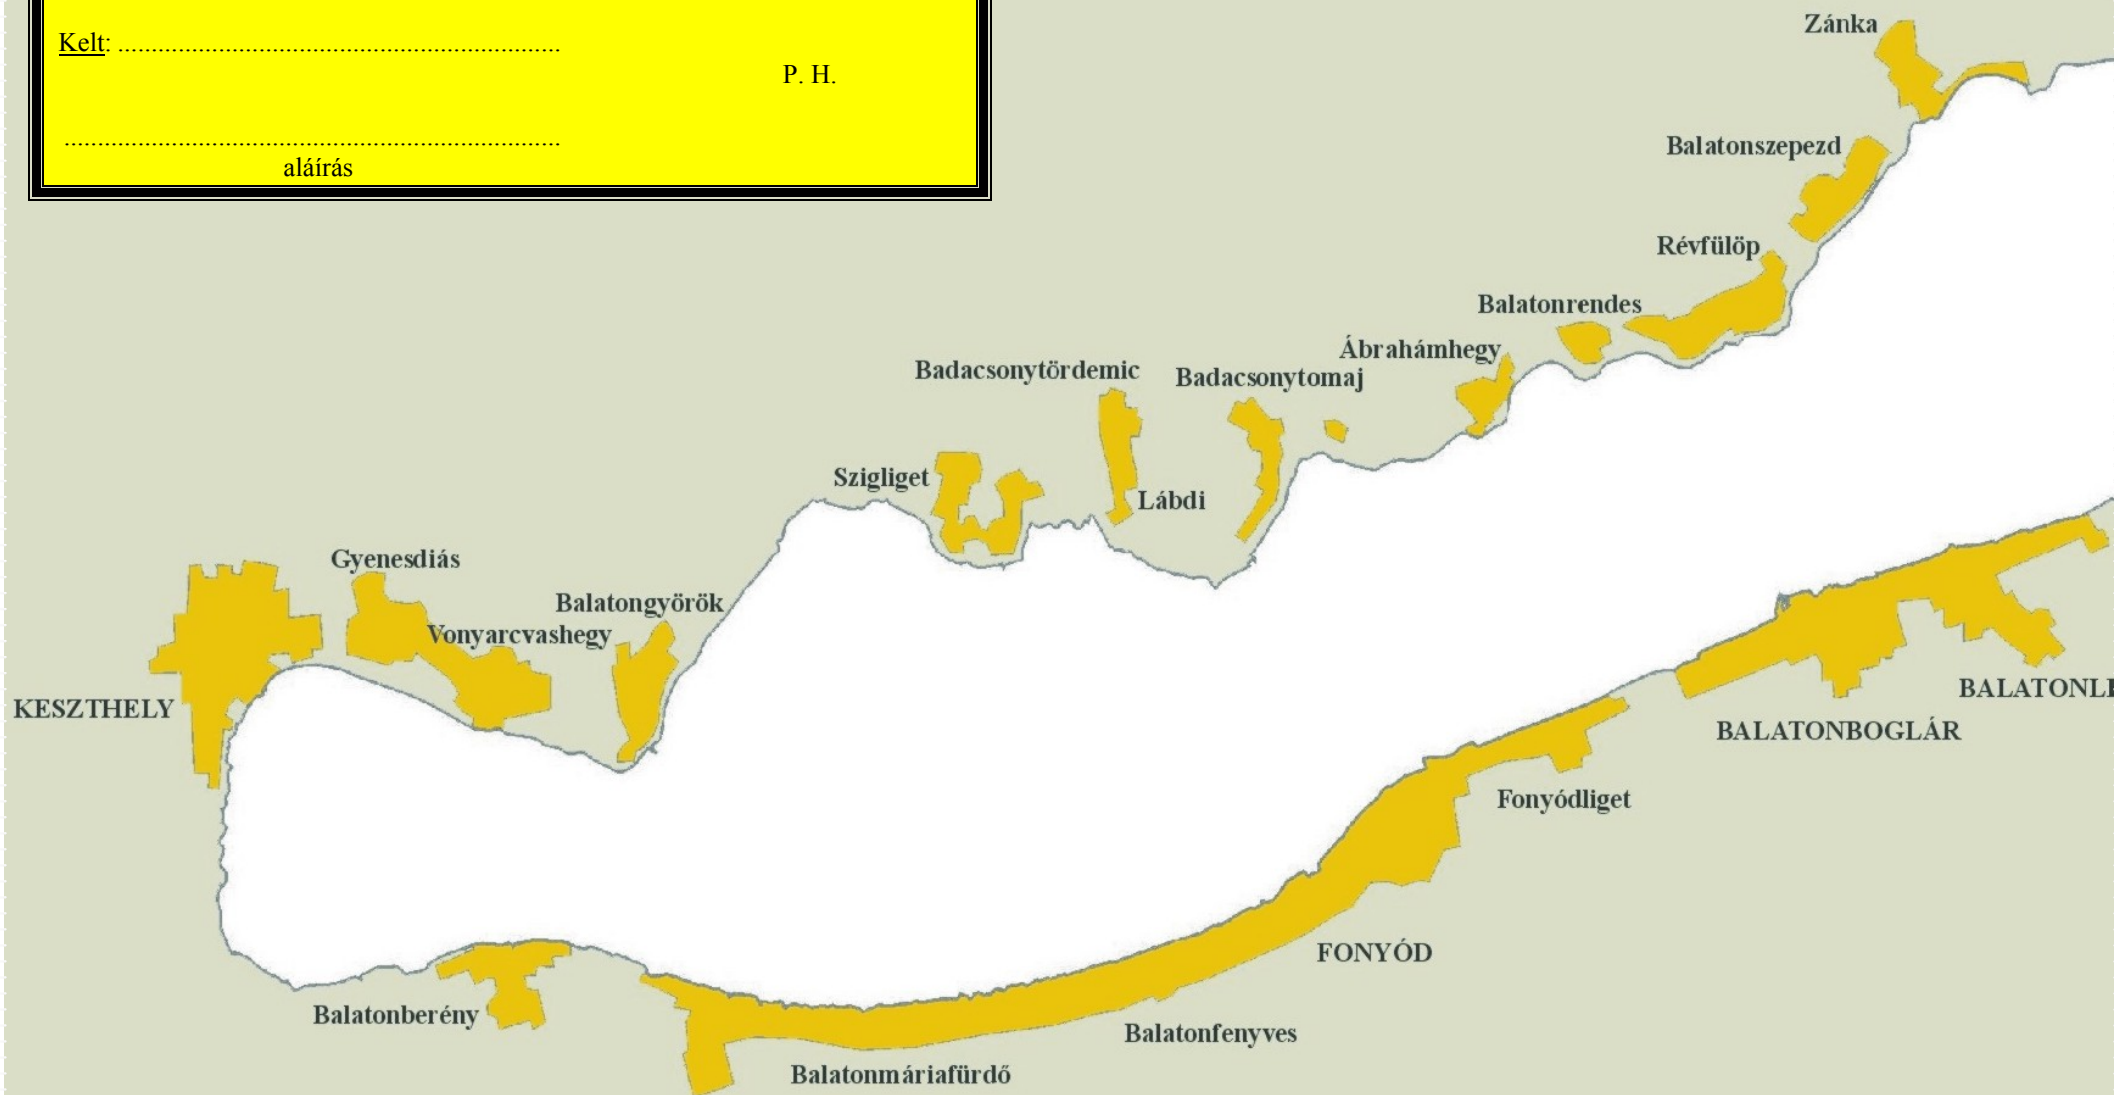 Kelt: ......................................................
P. H.
.............................................................
aláírás
Zánka
Balatonszepezd
Révfülöp
Balatonrendes
Ábrahámhegy
Badacsonytördemic
Badacsonytomaj
Szigliget
Lábdi
Gyenesdiás
Balatongyörök
Vonyarcvashegy
KESZTHELY
BALATONLE
BALATONBOGLÁR
Fonyódliget
FONYÓD
Balatonberény
Balatonfenyves
Balatonmáriafürdő